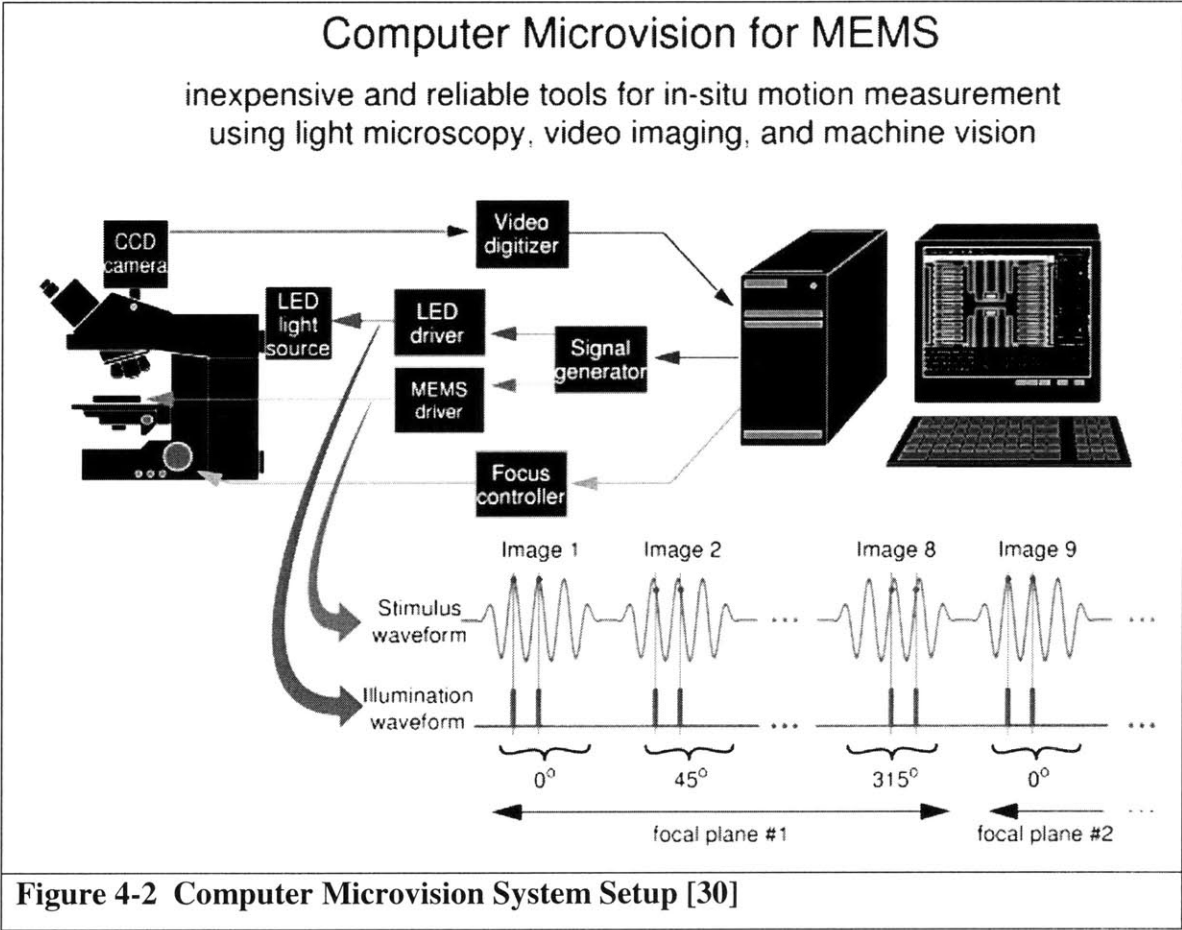 Computer Microvision for MEMS
inexpensive and reliable tools for in-situ motion measurement
using light microscopy, video imaging, and machine vision
CCD
camera
Video
digitizer
LED
light
source
LED
driver
Signal
generator
MEMS
driver
Focus
controller
Image 1 Image 2 Image 8 Image 9
Stimulus
waveform
... ...
Illumination
waveform
... ...
0° 45° 315° 0°
...
focal plane #1 focal plane #2
Figure 4-2 Computer Microvision System Setup [30]